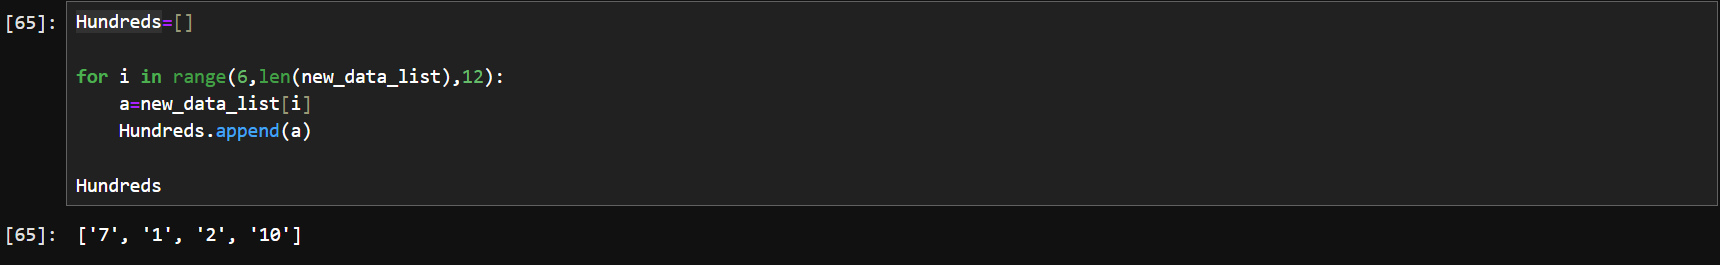 [65]: Hundreds=[]
for i in range(6,len(new_data_list),12):
a=new_data_list[i]
Hundreds.append(a)
Hundreds
[65]: ['7', '1', '2', '10']